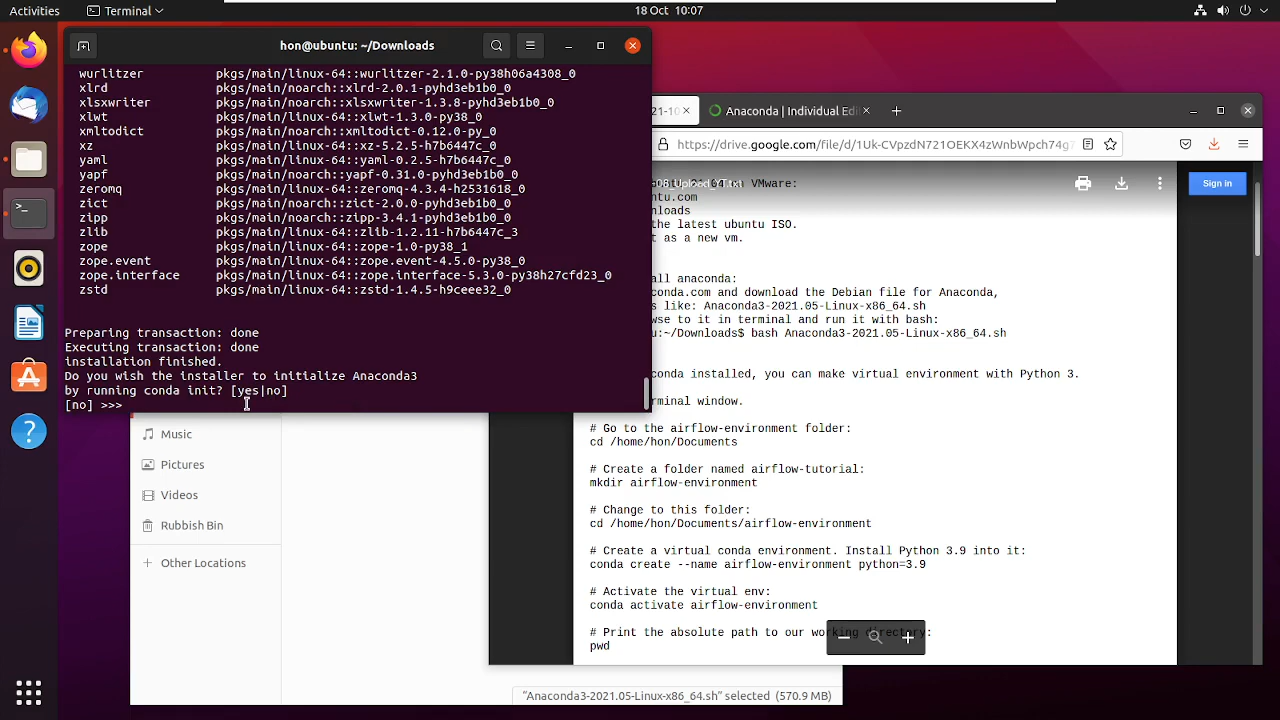 Activities
Terminal
18 Oct 10:07
hon@ubuntu: ~/Downloads
wurlitzer pkgs/main/linux-64::wurlitzer-2.1.0-py38h06a4308_0
xlrd pkgs/main/noarch::xlrd-2.0.1-pyhd3eb1b0_0
xlsxwriter pkgs/main/noarch::xlsxwriter-1.3.8-pyhd3eb1b0_0
xlwt pkgs/main/linux-64::xlwt-1.3.0-py38_0
xmltodict pkgs/main/noarch::xmltodict-0.12.0-py_0
xz pkgs/main/linux-64::xz-5.2.5-h7b6447c_0
yaml pkgs/main/linux-64::yaml-0.2.5-h7b6447c_0
yapf pkgs/main/noarch::yapf-0.31.0-pyhd3eb1b0_0
zeromq pkgs/main/linux-64::zeromq-4.3.4-h2531618_0
zict pkgs/main/noarch::zict-2.0.0-pyhd3eb1b0_0
zipp pkgs/main/noarch::zipp-3.4.1-pyhd3eb1b0_0
zlib pkgs/main/linux-64::zlib-1.2.11-h7b6447c_3
zope pkgs/main/linux-64::zope-1.0-py38_1
zope.event pkgs/main/linux-64::zope.event-4.5.0-py38_0
zope.interface pkgs/main/linux-64::zope.interface-5.3.0-py38h27cfd23_0
zstd pkgs/main/linux-64::zstd-1.4.5-h9ceee32_0
Preparing transaction: done
Executing transaction: done
installation finished.
Do you wish the installer to initialize Anaconda3
by running conda init? [yes|no]
[no] >>>
21-10
Anaconda | Individual Edi
https://drive.google.com/file/d/1Uk-CVpzdN721OEKX4zWnbWpch74g7
Sign in
VMware:
ntu.com
nloads
the latest ubuntu ISO.
t as a new vm.
all anaconda:
conda.com and download the Debian file for Anaconda,
s like: Anaconda3-2021.05-Linux-x86_64.sh
wse to it in terminal and run it with bash:
u:~/Downloads$ bash Anaconda3-2021.05-Linux-x86_64.sh
conda installed, you can make virtual environment with Python 3.
rminal window.
# Go to the airflow-environment folder:
cd /home/hon/Documents
# Create a folder named airflow-tutorial:
mkdir airflow-environment
# Change to this folder:
cd /home/hon/Documents/airflow-environment
# Create a virtual conda environment. Install Python 3.9 into it:
conda create --name airflow-environment python=3.9
# Activate the virtual env:
conda activate airflow-environment
# Print the absolute path to our working directory:
pwd
Music
Pictures
Videos
Rubbish Bin
Other Locations
“Anaconda3-2021.05-Linux-x86_64.sh” selected (570.9 MB)